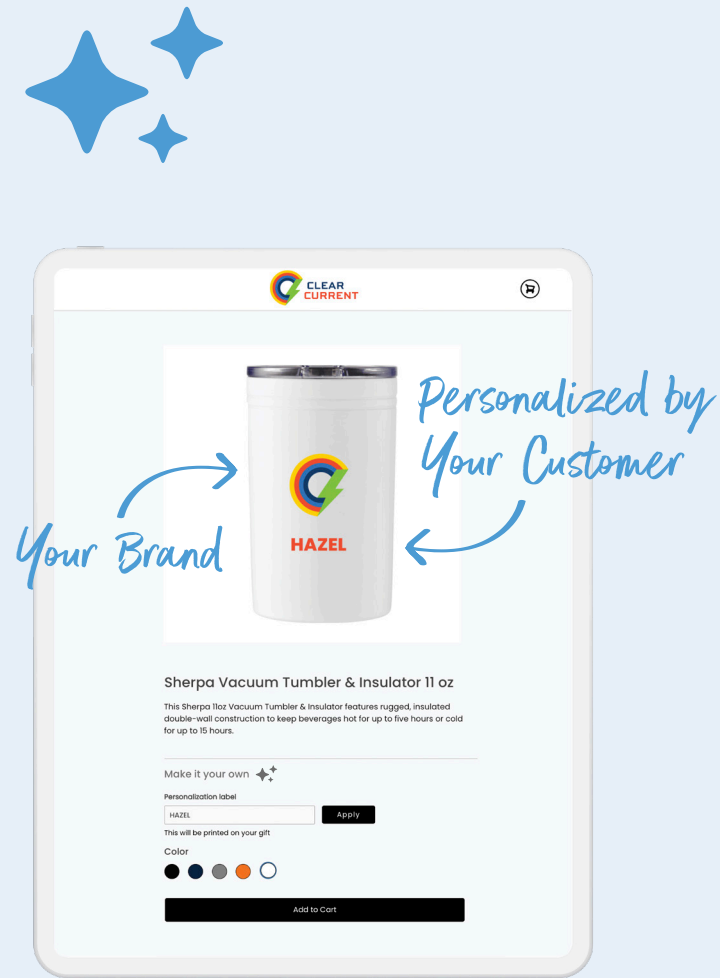 CLEAR
CURRENT
Personalized by
Your Customer
Your Brand
HAZEL
Sherpa Vacuum Tumbler & Insulator 11 oz
This Sherpa 11oz Vacuum Tumbler & Insulator features rugged, insulated
double-wall construction to keep beverages hot for up to five hours or cold
for up to 15 hours.
Make it your own
Personalization label
HAZEL
Apply
This will be printed on your gift
Color
Add to Cart